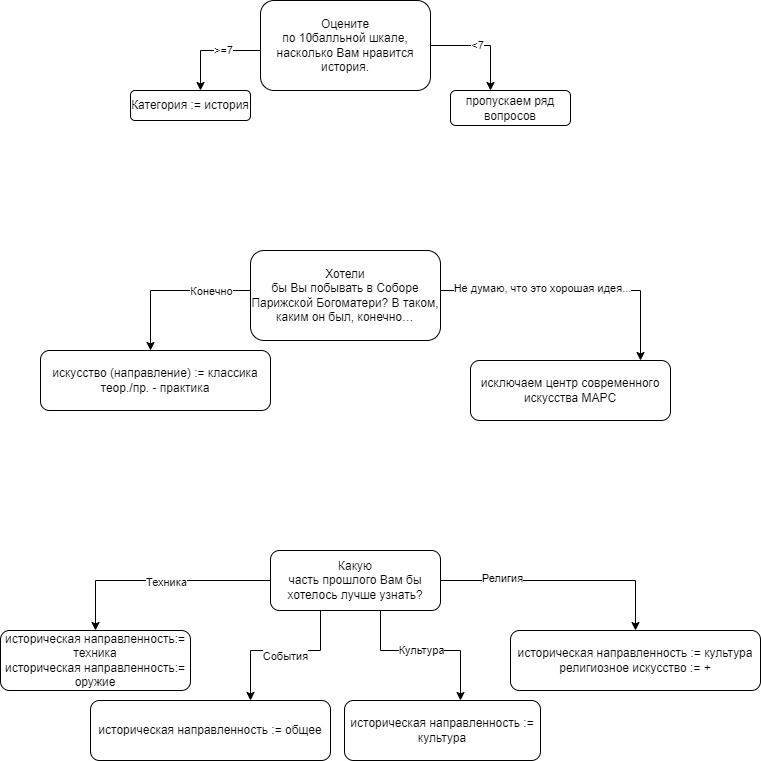 Оцените
по 10балльной шкале,
насколько Вам нравится
история.
>=7
<7
Категория := история
пропускаем ряд
вопросов
Хотели
бы Вы побывать в Соборе
Парижской Богоматери? В таком,
каким он был, конечно…
Конечно
Не думаю, что это хорошая идея...
искусство (направление) := классика
теор./пр. - практика
исключаем центр современного
искусства МАРС
Какую
часть прошлого Вам бы
хотелось лучше узнать?
Техника
Религия
События
Культура
историческая направленность:=
техника
историческая направленность:=
оружие
историческая направленность := общее
историческая направленность :=
культура
историческая направленность := культура
религиозное искусство := +